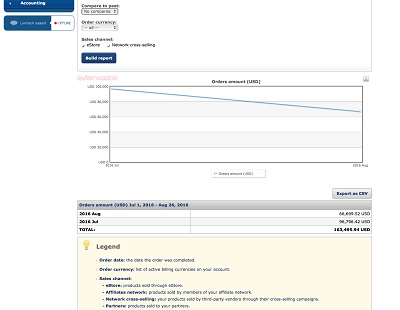 Accounting
Livetech support OFFLINE
Compare to past:
No compares
Order currency:
-- all --
Sales channel:
eStore Network cross-selling
Build report
Orders amount (USD)
USD 100,000
USD 80,000
USD 60,000
USD 40,000
USD 20,000
USD 0
2016 Jul 2016 Aug
Orders amount (USD)
Export as CSV
Orders amount (USD) Jul 1, 2016 - Aug 26, 2016
2016 Aug 66,699.52 USD
2016 Jul 96,796.42 USD
TOTAL: 163,495.94 USD
Legend
Order date: the date the order was completed.
Order currency: list of active billing currencies on your account.
Sales channel:
eStore: products sold through eStore.
Affiliates network: products sold by members of your affiliate network.
Network cross-selling: your products sold by third-party vendors through their cross-selling campaigns.
Partners: products sold to your partners.